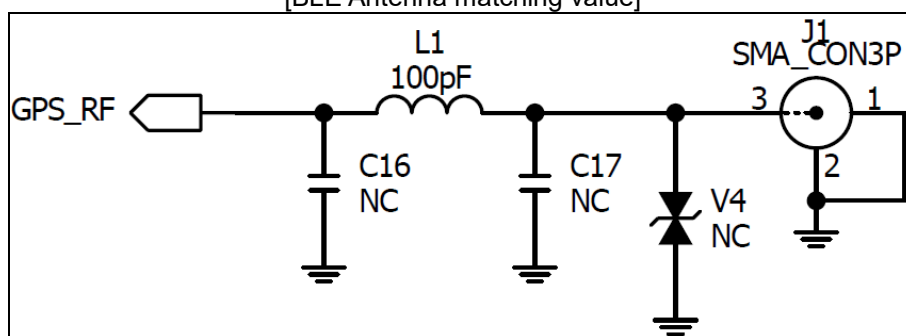 [BLE Antenna matching value]
J1
SMA_CON3P
L1
100pF
GPS_RF
3
1
2
C16
NC
C17
NC
V4
NC